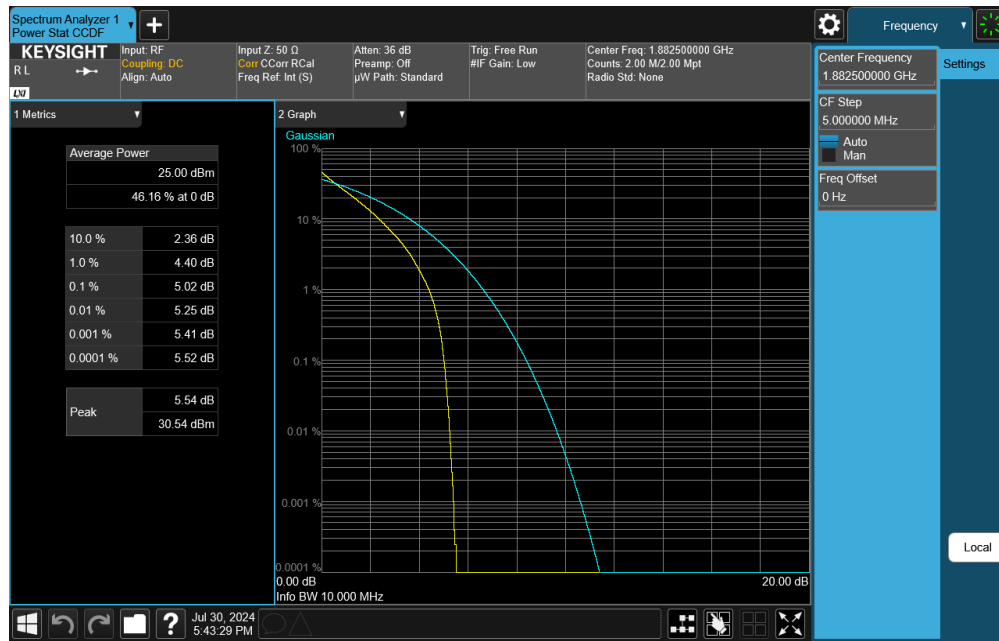 Spectrum Analyzer 1
Power Stat CCDF
Frequency
KEYSIGHT
R L
LXI
Input: RF
Coupling: DC
Align: Auto
Input Z: 50 Ω
Corr CCorr RCal
Freq Ref: Int (S)
Atten: 36 dB
Preamp: Off
µW Path: Standard
Trig: Free Run
#IF Gain: Low
Center Freq: 1.882500000 GHz
Counts: 2.00 M/2.00 Mpt
Radio Std: None
Center Frequency
1.882500000 GHz
Settings
CF Step
5.000000 MHz
Auto
Man
Freq Offset
0 Hz
Local
1 Metrics
Average Power
25.00 dBm
46.16 % at 0 dB
10.0 % 2.36 dB
1.0 % 4.40 dB
0.1 % 5.02 dB
0.01 % 5.25 dB
0.001 % 5.41 dB
0.0001 % 5.52 dB
Peak
5.54 dB
30.54 dBm
2 Graph
Gaussian
100 %
10 %
1 %
0.1 %
0.01 %
0.001 %
0.0001 %
0.00 dB 20.00 dB
Info BW 10.000 MHz
?
Jul 30, 2024
5:43:29 PM